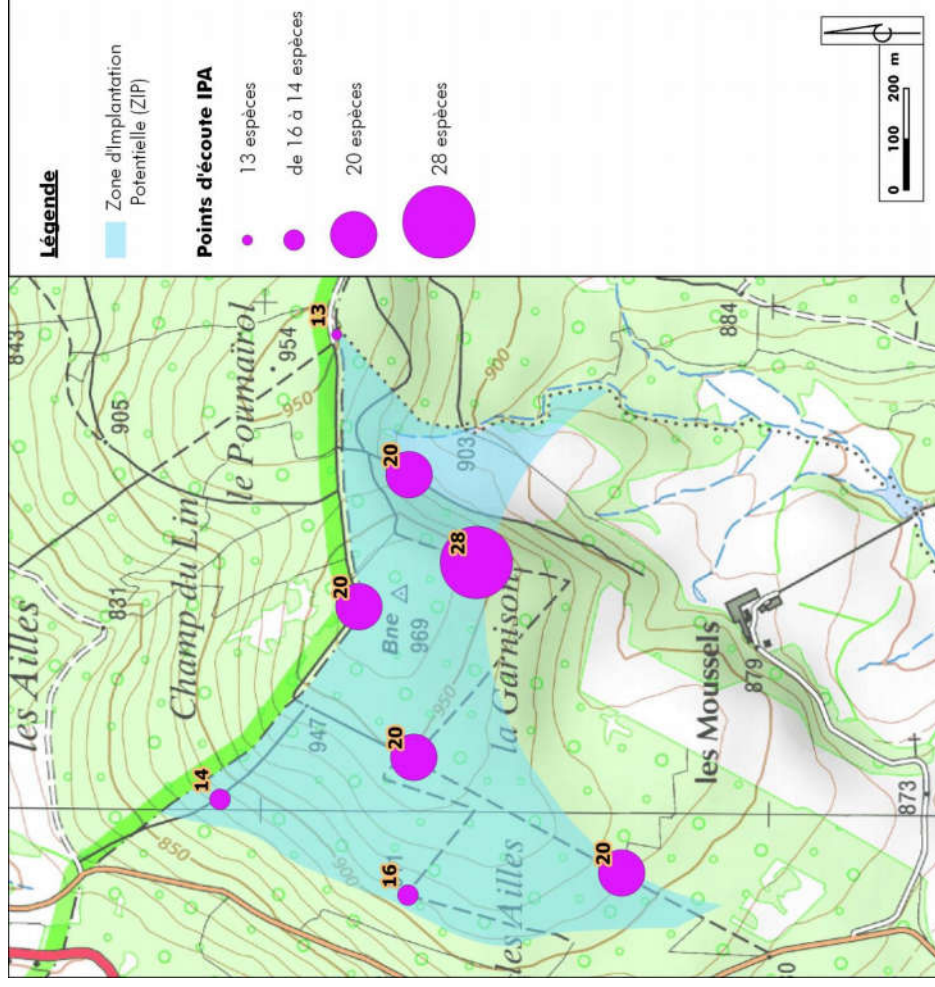 Légende
Zone d'Implantation
Potentielle (ZIP)
Points d'écoute IPA
13 espèces
de 16 à 14 espèces
20 espèces
28 espèces
0 100 200 m
les Ailles
843
831
905
Champ du Lin
le Poumaïrol
954
950
13
14
947
850
900
20
Bne
969
20
903
900
28
20
950
16
la Garnison
les Ailles
20
884
les Moussels
879
873